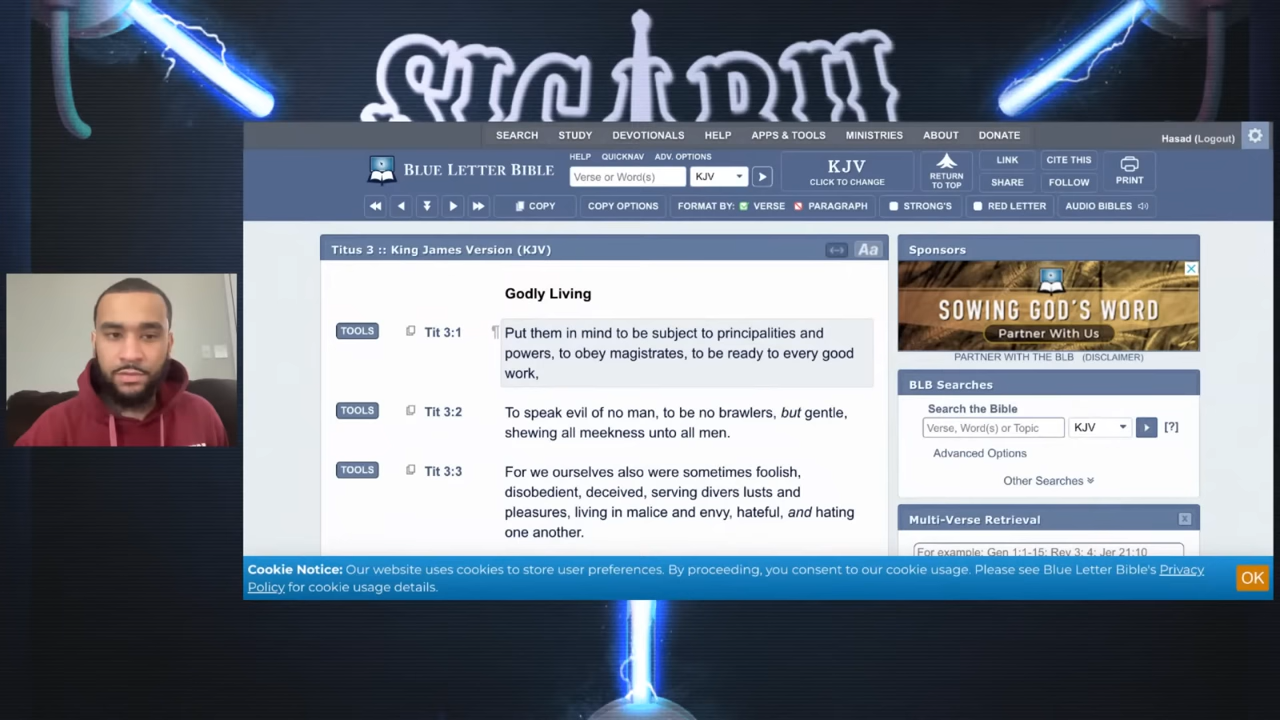 SICARII
SEARCH STUDY DEVOTIONALS HELP APPS & TOOLS MINISTRIES ABOUT DONATE Hasad (Logout)
BLUE LETTER BIBLE
HELP QUICKNAV ADV. OPTIONS
Verse or Word(s) KJV
KJV
CLICK TO CHANGE
RETURN
TO TOP
LINK CITE THIS
SHARE FOLLOW
PRINT
COPY COPY OPTIONS FORMAT BY: VERSE PARAGRAPH STRONG'S RED LETTER AUDIO BIBLES
Titus 3 :: King James Version (KJV) Aa
Godly Living
TOOLS Tit 3:1 ¶ Put them in mind to be subject to principalities and
powers, to obey magistrates, to be ready to every good
work,
TOOLS Tit 3:2 To speak evil of no man, to be no brawlers, but gentle,
shewing all meekness unto all men.
TOOLS Tit 3:3 For we ourselves also were sometimes foolish,
disobedient, deceived, serving divers lusts and
pleasures, living in malice and envy, hateful, and hating
one another.
Sponsors
SOWING GOD'S WORD
Partner With Us
PARTNER WITH THE BLB (DISCLAIMER)
BLB Searches
Search the Bible
Verse, Word(s) or Topic KJV [?]
Advanced Options
Other Searches
Multi-Verse Retrieval
For example: Gen 1:1-15; Rev 3; 4; Jer 21:10
Cookie Notice: Our website uses cookies to store user preferences. By proceeding, you consent to our cookie usage. Please see Blue Letter Bible's Privacy
Policy for cookie usage details.
OK